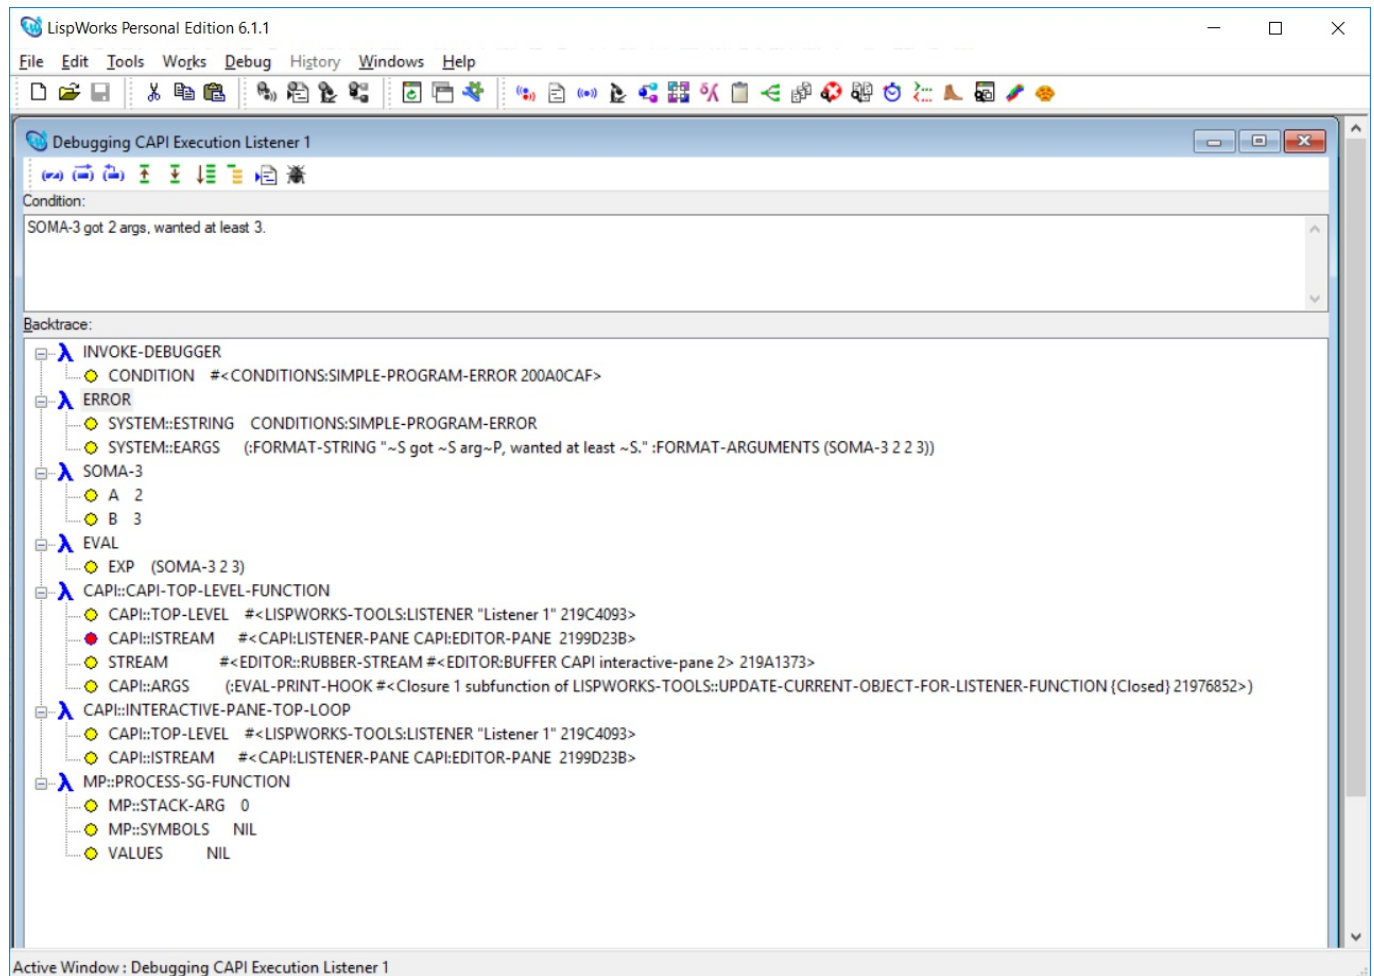 LispWorks Personal Edition 6.1.1
File Edit Tools Works Debug History Windows Help
Debugging CAPI Execution Listener 1
Condition:
SOMA-3 got 2 args, wanted at least 3.
Backtrace:
INVOKE-DEBUGGER
CONDITION #<CONDITIONS:SIMPLE-PROGRAM-ERROR 200A0CAF>
ERROR
SYSTEM::ESTRING CONDITIONS:SIMPLE-PROGRAM-ERROR
SYSTEM::EARGS (:FORMAT-STRING "~S got ~S arg~P, wanted at least ~S." :FORMAT-ARGUMENTS (SOMA-3 2 2 3))
SOMA-3
A 2
B 3
EVAL
EXP (SOMA-3 2 3)
CAPI::CAPI-TOP-LEVEL-FUNCTION
CAPI::TOP-LEVEL #<LISPWORKS-TOOLS:LISTENER "Listener 1" 219C4093>
CAPI::ISTREAM #<CAPI:LISTENER-PANE CAPI:EDITOR-PANE 2199D23B>
STREAM #<EDITOR::RUBBER-STREAM #<EDITOR:BUFFER CAPI interactive-pane 2> 219A1373>
CAPI::ARGS (:EVAL-PRINT-HOOK #<Closure 1 subfunction of LISPWORKS-TOOLS::UPDATE-CURRENT-OBJECT-FOR-LISTENER-FUNCTION {Closed} 21976852>)
CAPI::INTERACTIVE-PANE-TOP-LOOP
CAPI::TOP-LEVEL #<LISPWORKS-TOOLS:LISTENER "Listener 1" 219C4093>
CAPI::ISTREAM #<CAPI:LISTENER-PANE CAPI:EDITOR-PANE 2199D23B>
MP::PROCESS-SG-FUNCTION
MP::STACK-ARG 0
MP::SYMBOLS NIL
VALUES NIL
Active Window : Debugging CAPI Execution Listener 1